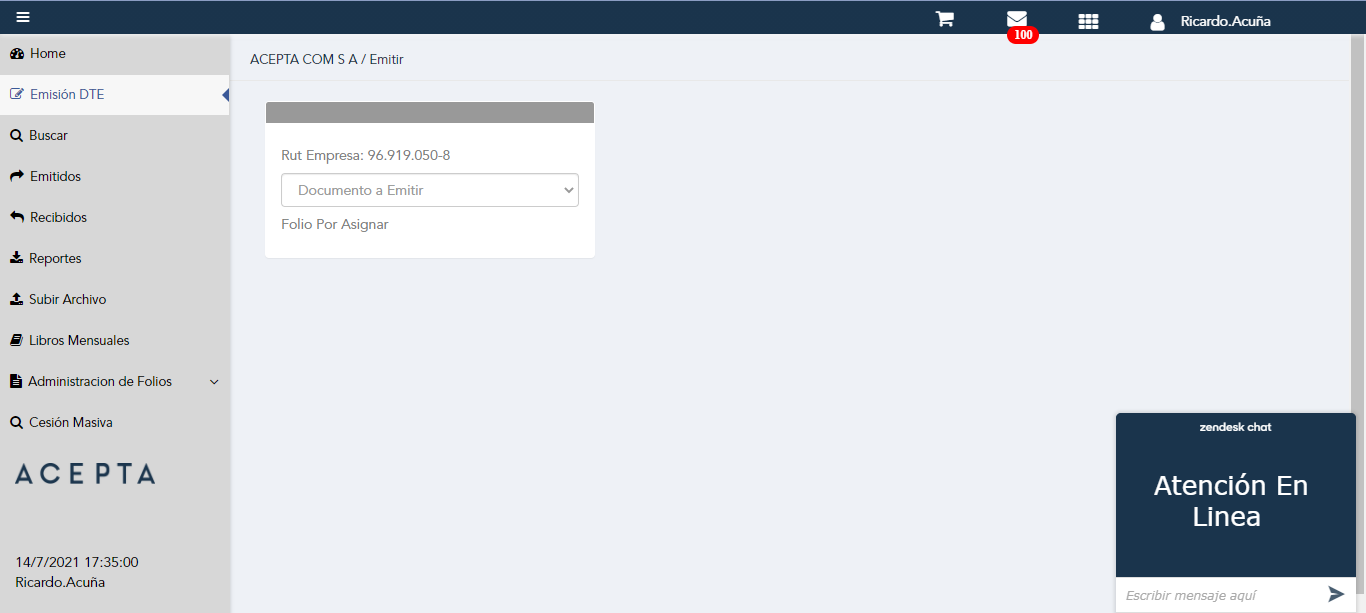 100
Ricardo.Acuña
Home
Emisión DTE
Buscar
Emitidos
Recibidos
Reportes
Subir Archivo
Libros Mensuales
Administracion de Folios
Cesión Masiva
ACEPTA
14/7/2021 17:35:00
Ricardo.Acuña
ACEPTA COM S A / Emitir
Rut Empresa: 96.919.050-8
Documento a Emitir
Folio Por Asignar
zendesk chat
Atención En
Linea
Escribir mensaje aquí